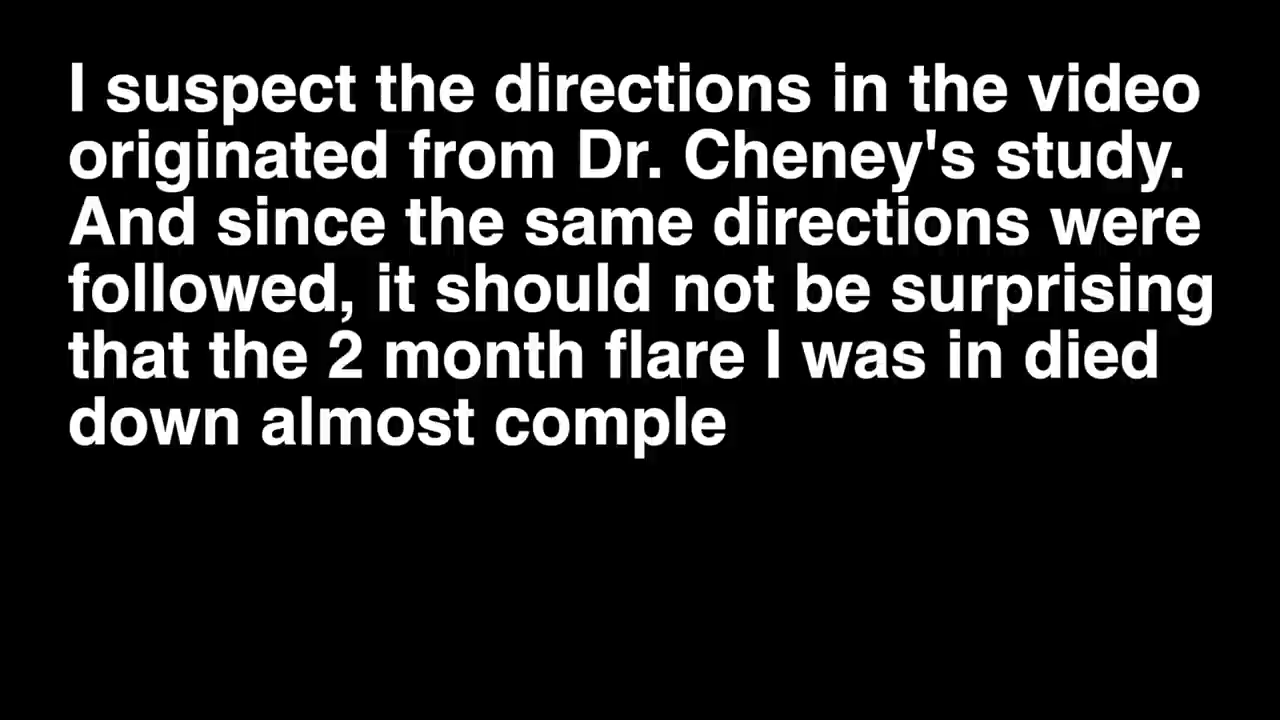 I suspect the directions in the video
originated from Dr. Cheney's study.
And since the same directions were
followed, it should not be surprising
that the 2 month flare I was in died
down almost comple